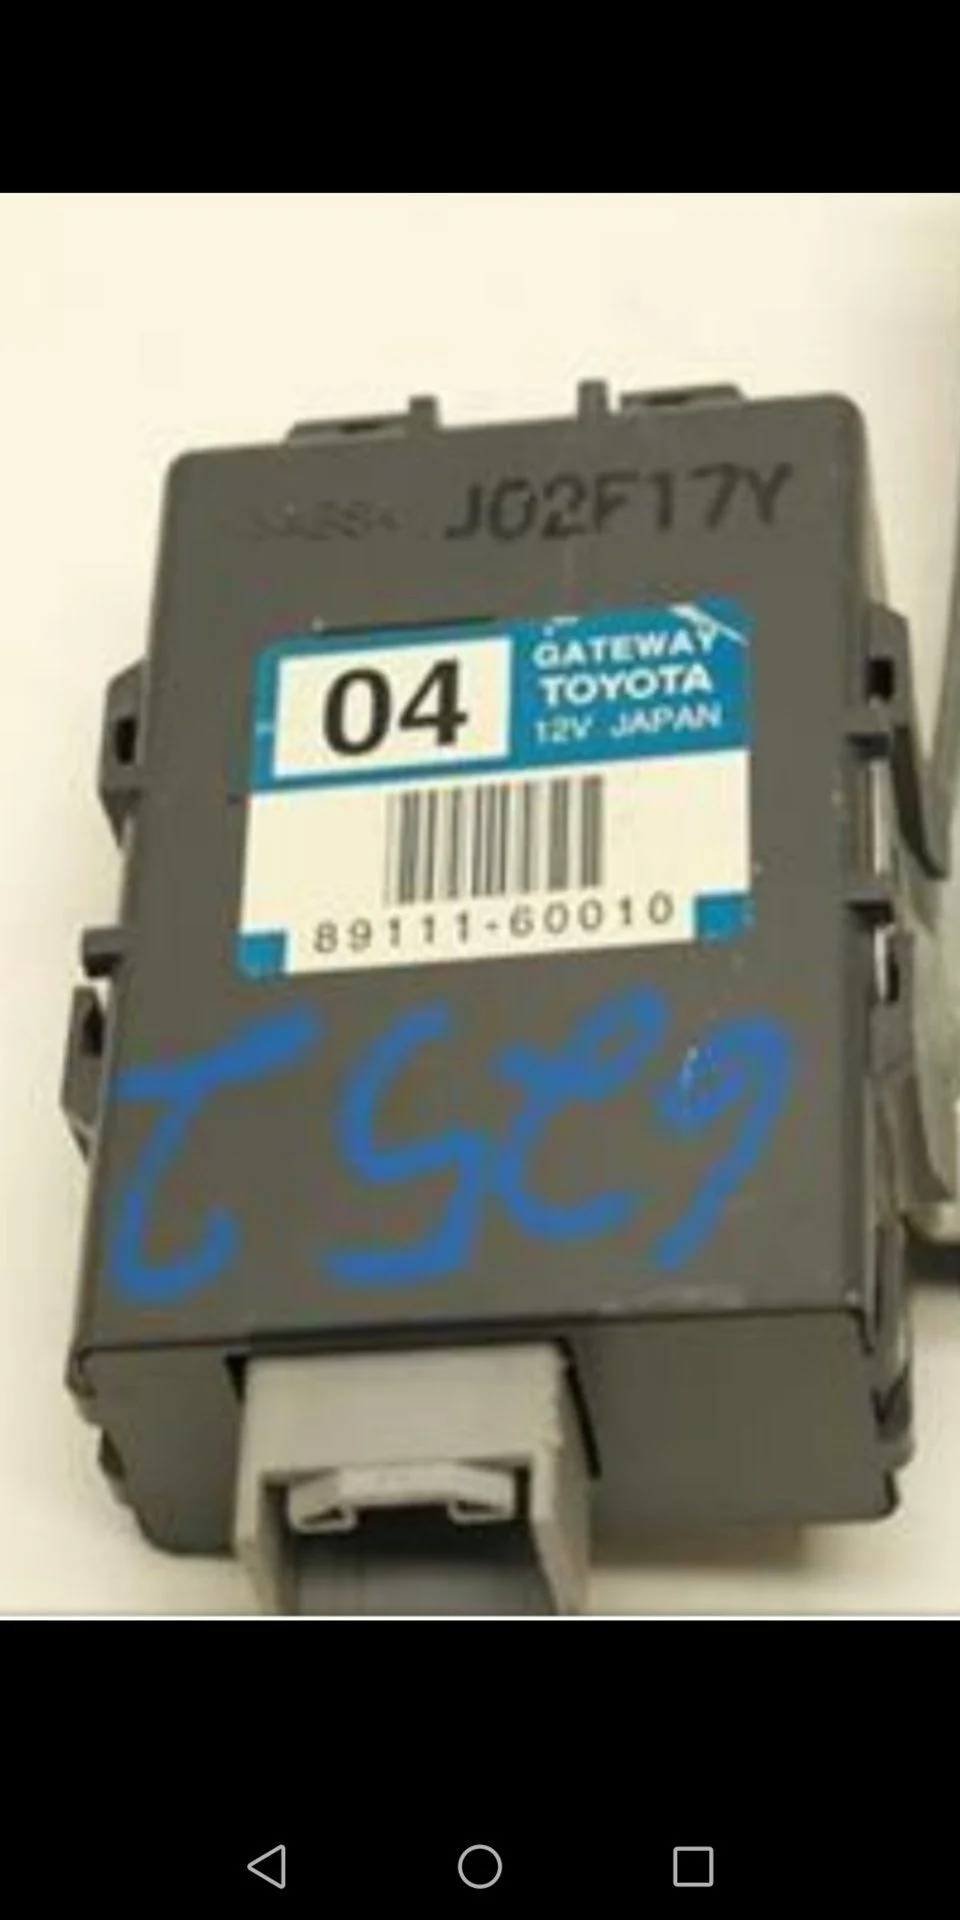 J02F17Y
04
GATEWAY
TOYOTA
12V JAPAN
89111-60010